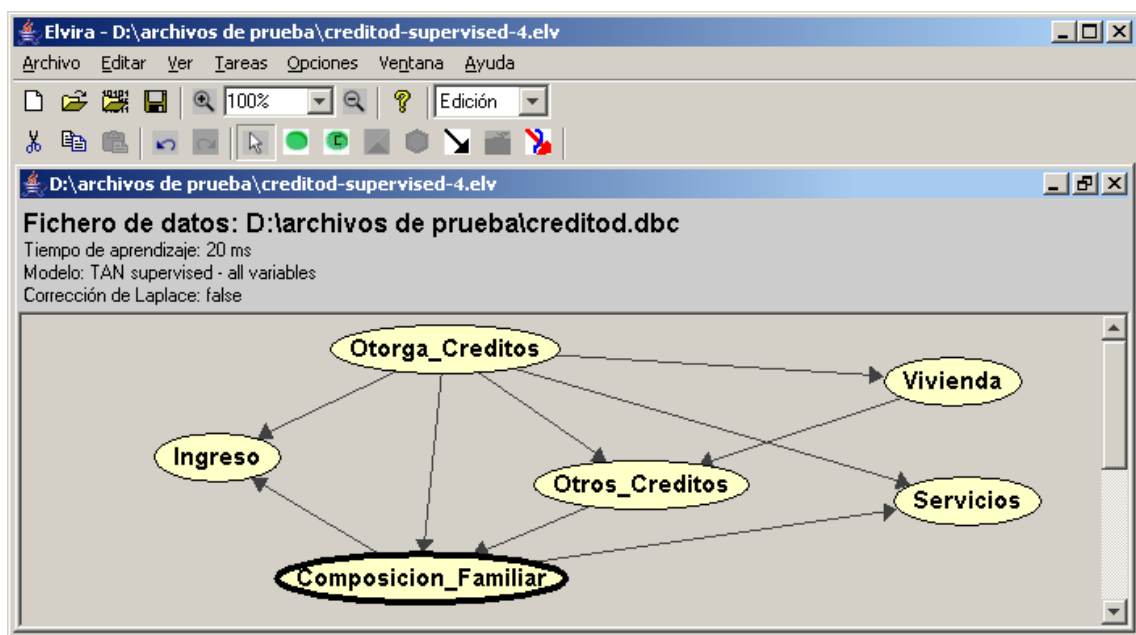 Elvira - D:\archivos de prueba\creditod-supervised-4.elv
Archivo Editar Ver Tareas Opciones Ventana Ayuda
100% Edición
D:\archivos de prueba\creditod-supervised-4.elv
Fichero de datos: D:\archivos de prueba\creditod.dbc
Tiempo de aprendizaje: 20 ms
Modelo: TAN supervised - all variables
Corrección de Laplace: false
Otorga_Creditos
Vivienda
Ingreso
Otros_Creditos
Servicios
Composicion_Familiar